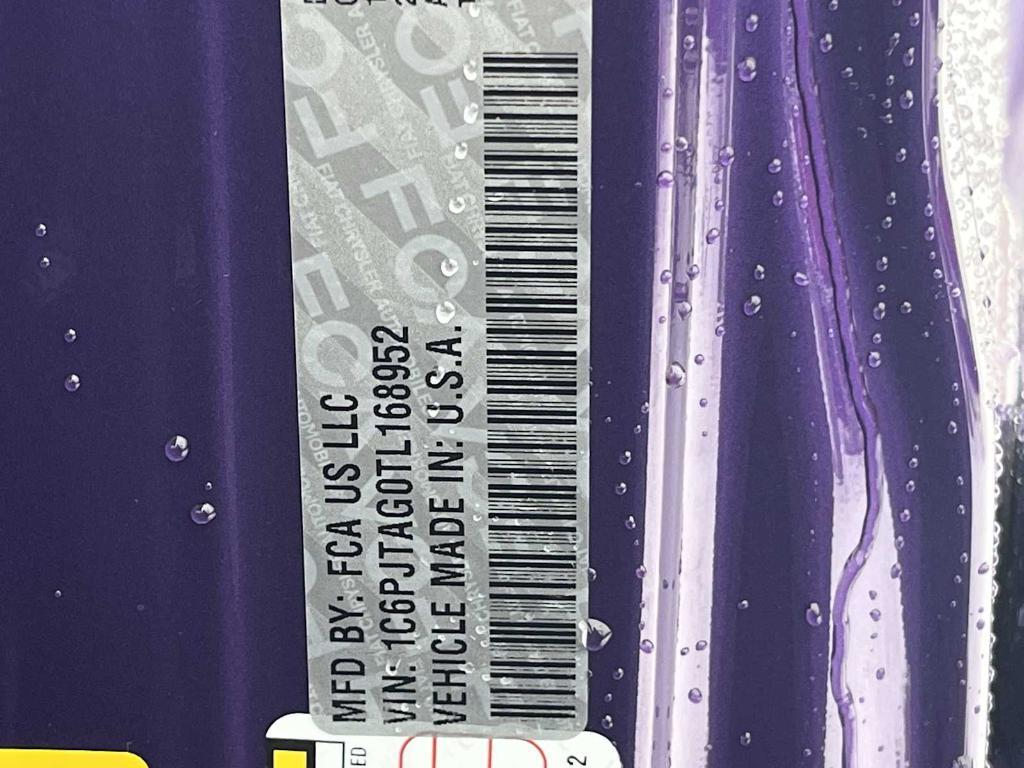 MFD BY: FCA US LLC
VIN: 1C6PJTAG0TL168952
VEHICLE MADE IN: U.S.A.